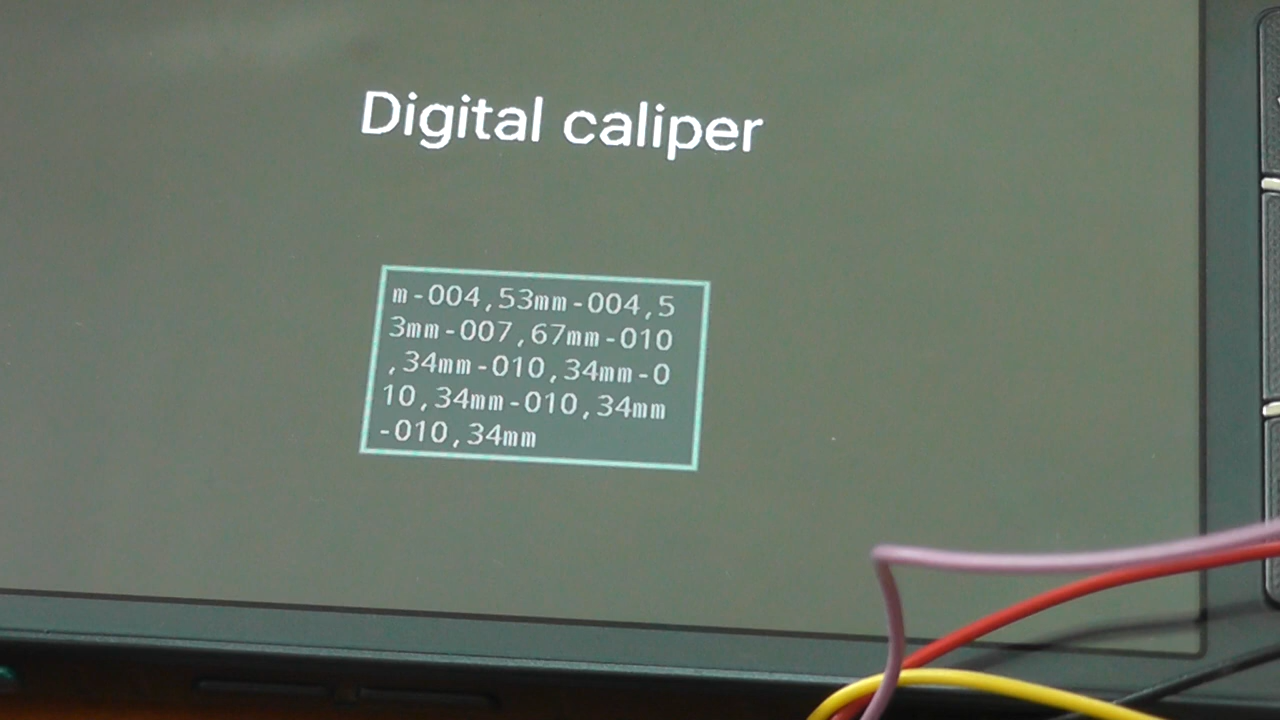 Digital caliper
m-004,53mm-004,5
3mm-007,67mm-010
,34mm-010,34mm-0
10,34mm-010,34mm
-010,34mm